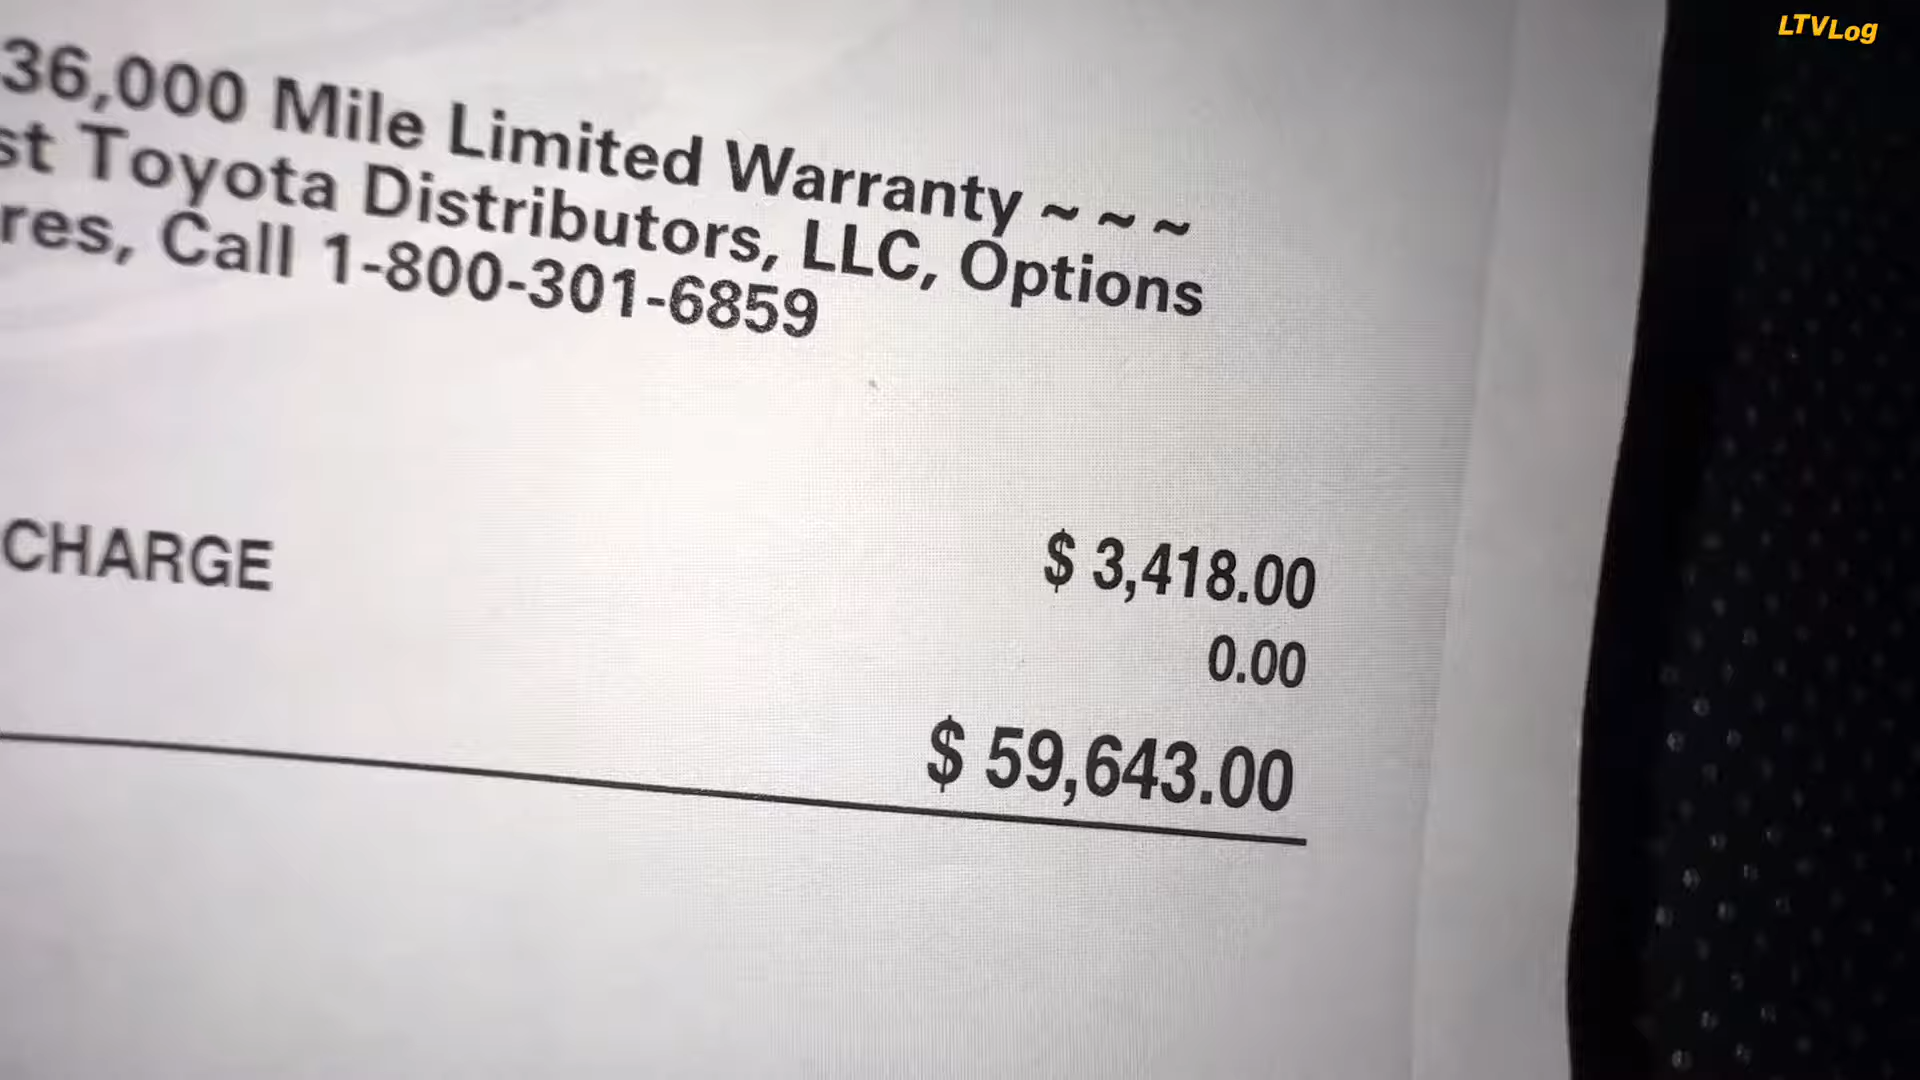 LTVLog
36,000 Mile Limited Warranty ~ ~ ~
st Toyota Distributors, LLC, Options
res, Call 1-800-301-6859
CHARGE $ 3,418.00
0.00
$ 59,643.00